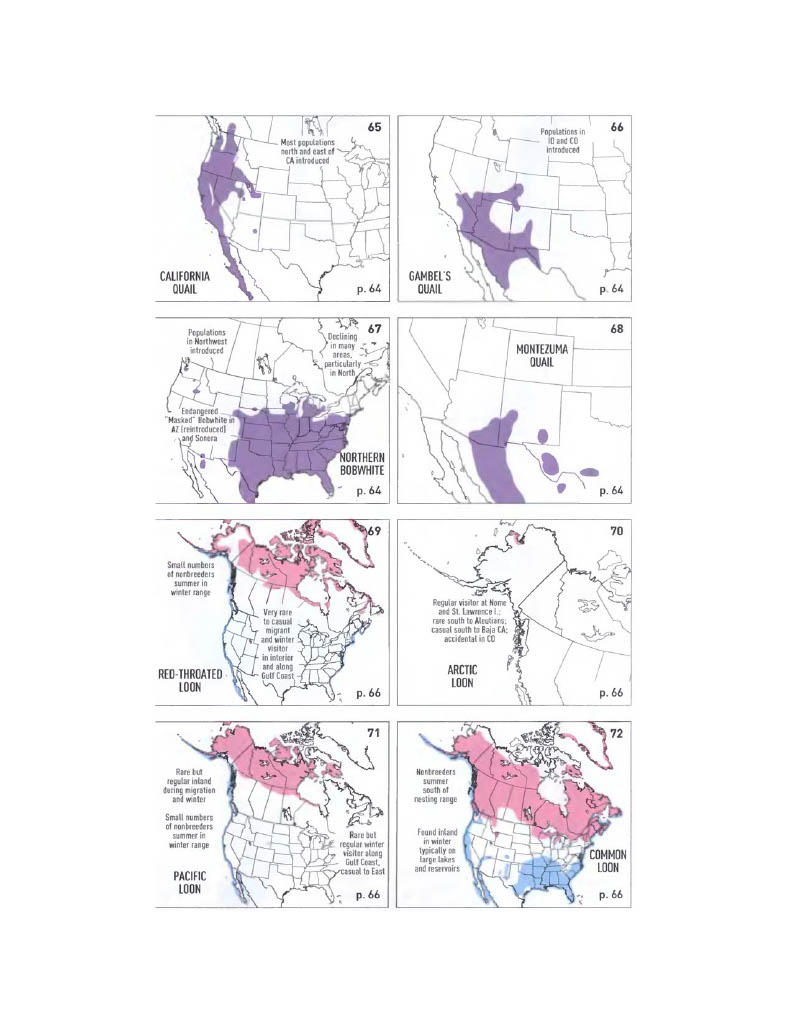 65
Most populations
north and east of
CA introduced
CALIFORNIA
QUAIL
p. 64
66
Populations in
ID and CO
introduced
GAMBEL'S
QUAIL
p. 64
67
Populations
in Northwest
introduced
Declining
in many
areas,
particularly
in North
Endangered
"Masked" Bobwhite in
AZ (reintroduced)
and Sonora
NORTHERN
BOBWHITE
p. 64
68
MONTEZUMA
QUAIL
p. 64
69
Small numbers
of nonbreeders
summer in
winter range
Very rare
to casual
migrant
and winter
visitor
in interior
and along
Gulf Coast
RED-THROATED
LOON
p. 66
70
Regular visitor at Nome
and St. Lawrence I.;
rare south to Aleutians;
casual south to Baja CA;
accidental in CO
ARCTIC
LOON
p. 66
71
Rare but
regular inland
during migration
and winter
Small numbers
of nonbreeders
summer in
winter range
Rare but
regular winter
visitor along
Gulf Coast,
casual to East
PACIFIC
LOON
p. 66
72
Nonbreeders
summer
south of
nesting range
Found inland
in winter
typically on
large lakes
and reservoirs
COMMON
LOON
p. 66